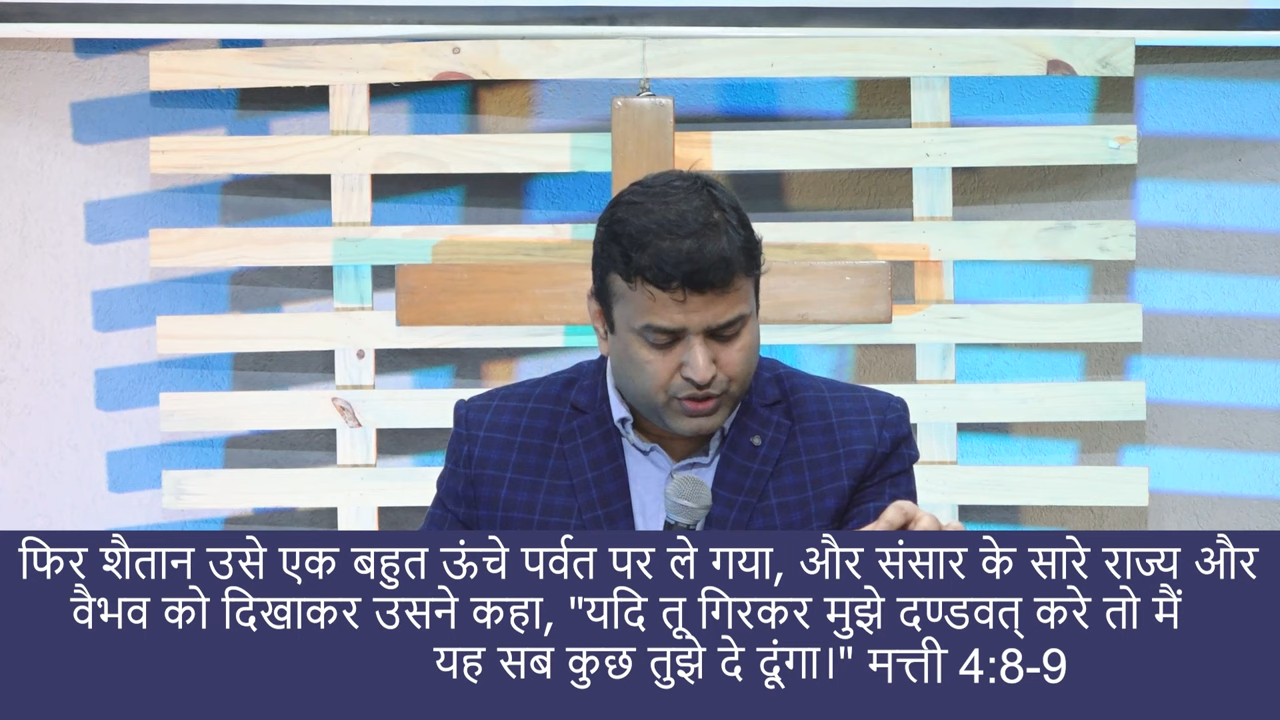 फिर शैतान उसे एक बहुत ऊंचे पर्वत पर ले गया, और संसार के सारे राज्य और
वैभव को दिखाकर उसने कहा, "यदि तू गिरकर मुझे दण्डवत् करे तो मैं
यह सब कुछ तुझे दे दूंगा।" मत्ती 4:8-9